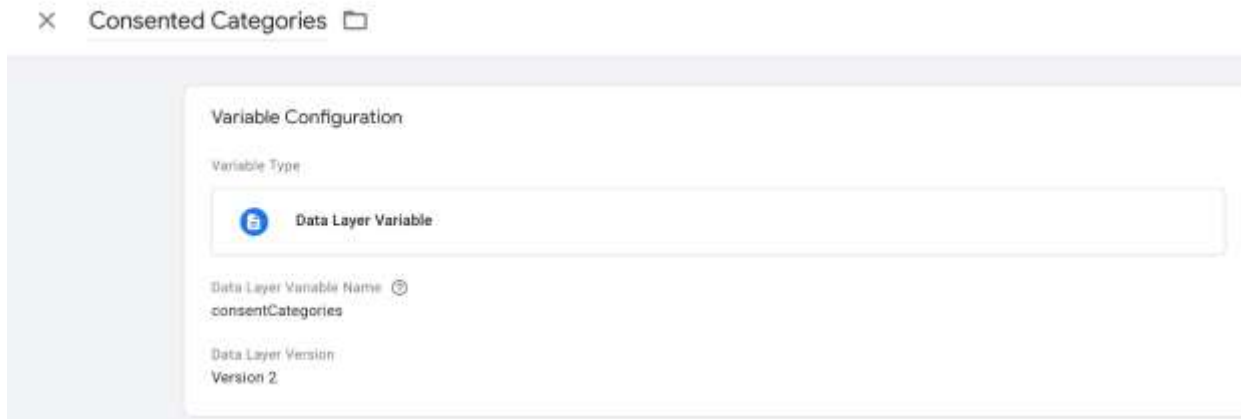 Consented Categories
Variable Configuration
Variable Type
Data Layer Variable
Data Layer Variable Name
consentCategories
Data Layer Version
Version 2